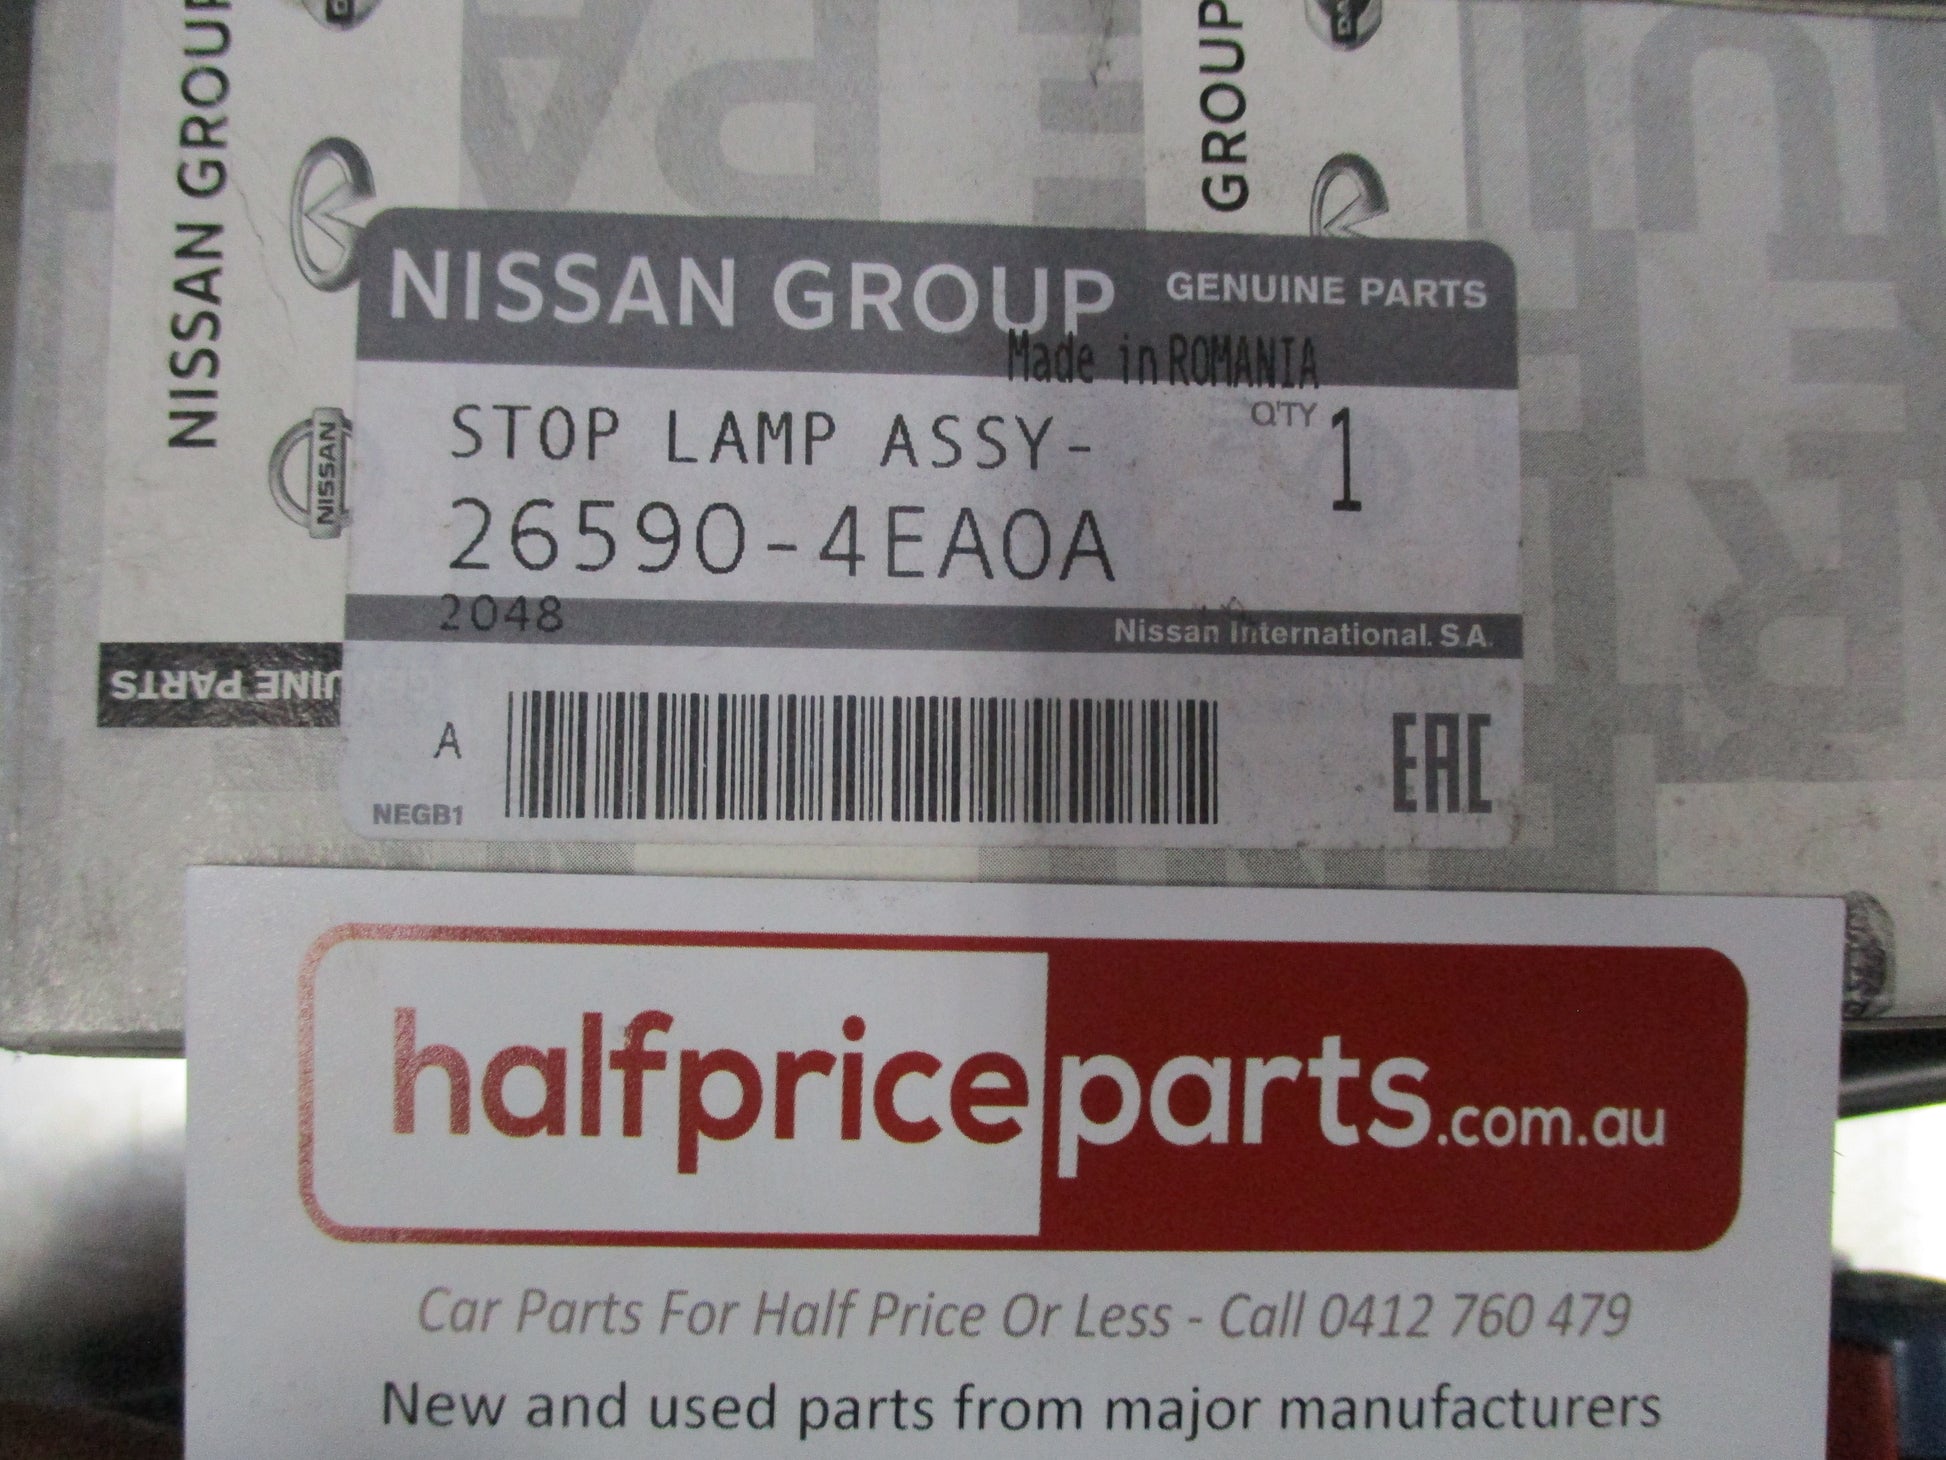 NISSAN GROUP
GROUP
NISSAN
NISSAN GROUP GENUINE PARTS
Made in ROMANIA
STOP LAMP ASSY-
Q'TY 1
26590-4EA0A
2048
Nissan International. S.A.
PARTS
A
NEGB1
EAC
halfpriceparts.com.au
Car Parts For Half Price Or Less - Call 0412 760 479
New and used parts from major manufacturers